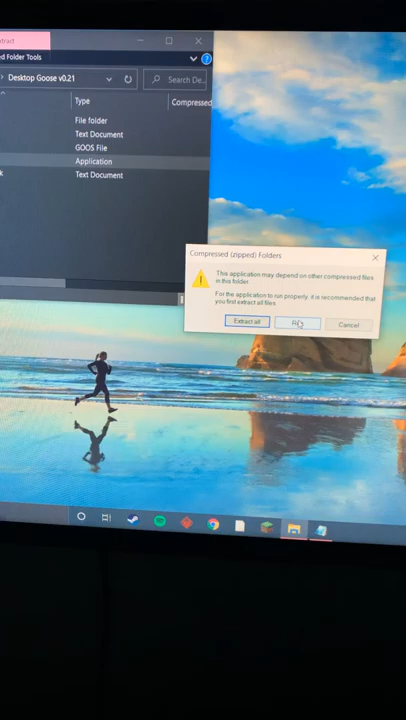 Desktop Goose v0.21
Search De...
Type
Compressed
File folder
Text Document
GOOS File
Application
Text Document
Compressed (zipped) Folders
This application may depend on other compressed files
in this folder.
For the application to run properly, it is recommended that
you first extract all files.
Extract all
Cancel